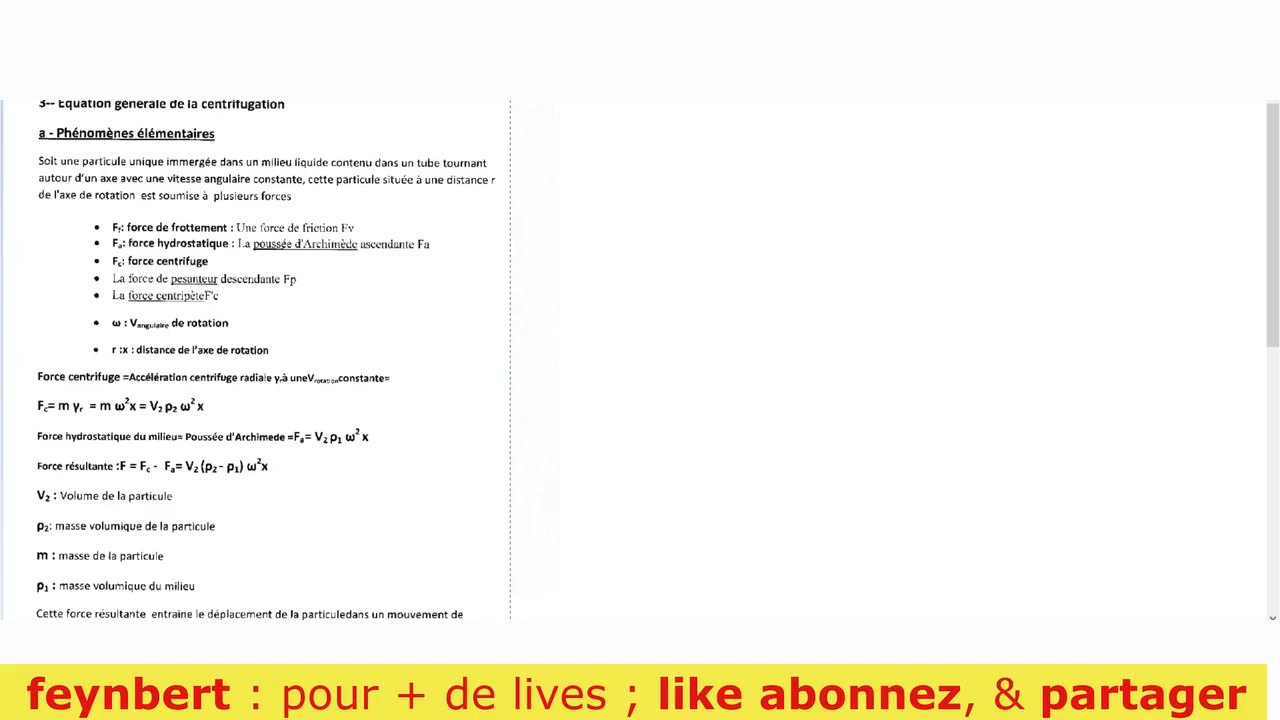 3-- Equation generale de la centrifugation
a - Phénomènes élémentaires
Soit une particule unique immergée dans un milieu liquide contenu dans un tube tournant
autour d'un axe avec une vitesse angulaire constante, cette particule située à une distance r
de l'axe de rotation est soumise à plusieurs forces
• Ff: force de frottement : Une force de friction Fv
• Fa: force hydrostatique : La poussée d'Archimède ascendante Fa
• Fc: force centrifuge
• La force de pesanteur descendante Fp
• La force centripèteF'c
• ω : Vangulaire de rotation
• r :x : distance de l'axe de rotation
Force centrifuge =Accélération centrifuge radiale γrà uneVrotationconstante=
Fc= m γr = m ω²x = V2 ρ2 ω² x
Force hydrostatique du milieu= Poussée d'Archimede =Fa= V2 ρ1 ω² x
Force résultante :F = Fc - Fa= V2 (ρ2 - ρ1) ω²x
V2 : Volume de la particule
ρ2: masse volumique de la particule
m : masse de la particule
ρ1 : masse volumique du milieu
Cette force résultante entraine le déplacement de la particuledans un mouvement de
feynbert : pour + de lives ; like abonnez, & partager